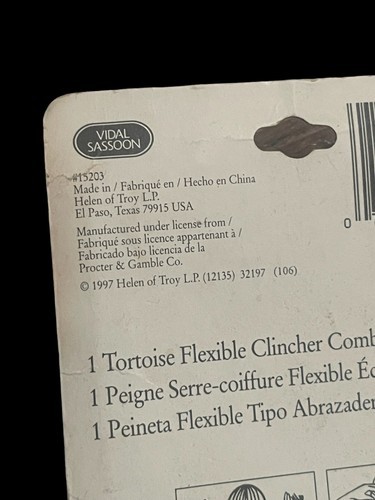 VIDAL
SASSOON
#15203
Made in / Fabriqué en / Hecho en China
Helen of Troy L.P.
El Paso, Texas 79915 USA
Manufactured under license from /
Fabriqué sous licence appartenant à /
Fabricado bajo licencia de la
Procter & Gamble Co.
© 1997 Helen of Troy L.P. (12135) 32197 (106)
0
1 Tortoise Flexible Clincher Comb
1 Peigne Serre-coiffure Flexible Éc
1 Peineta Flexible Tipo Abrazader